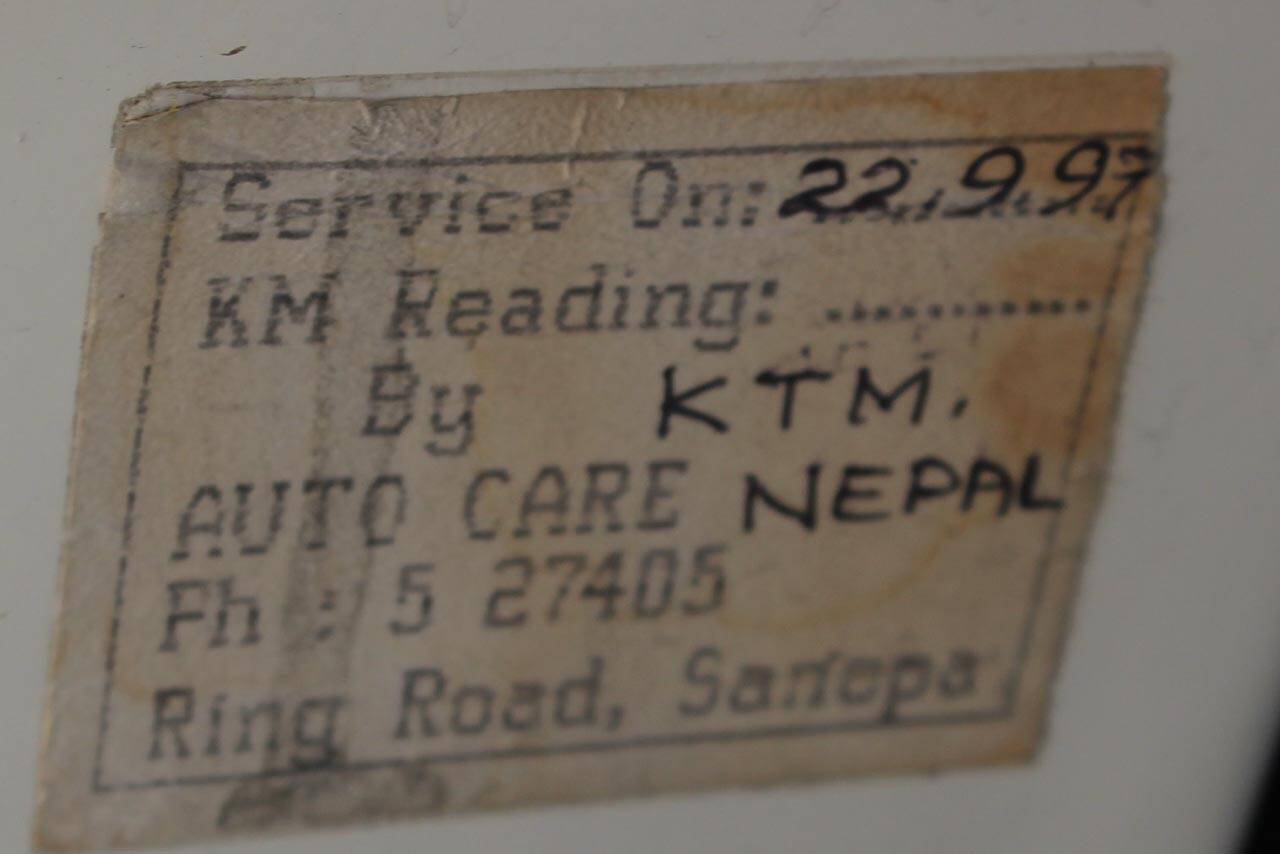 Service On: 22.9.97
KM Reading: ............
By KTM.
AUTO CARE NEPAL
Ph : 5 27405
Ring Road, Sanepa